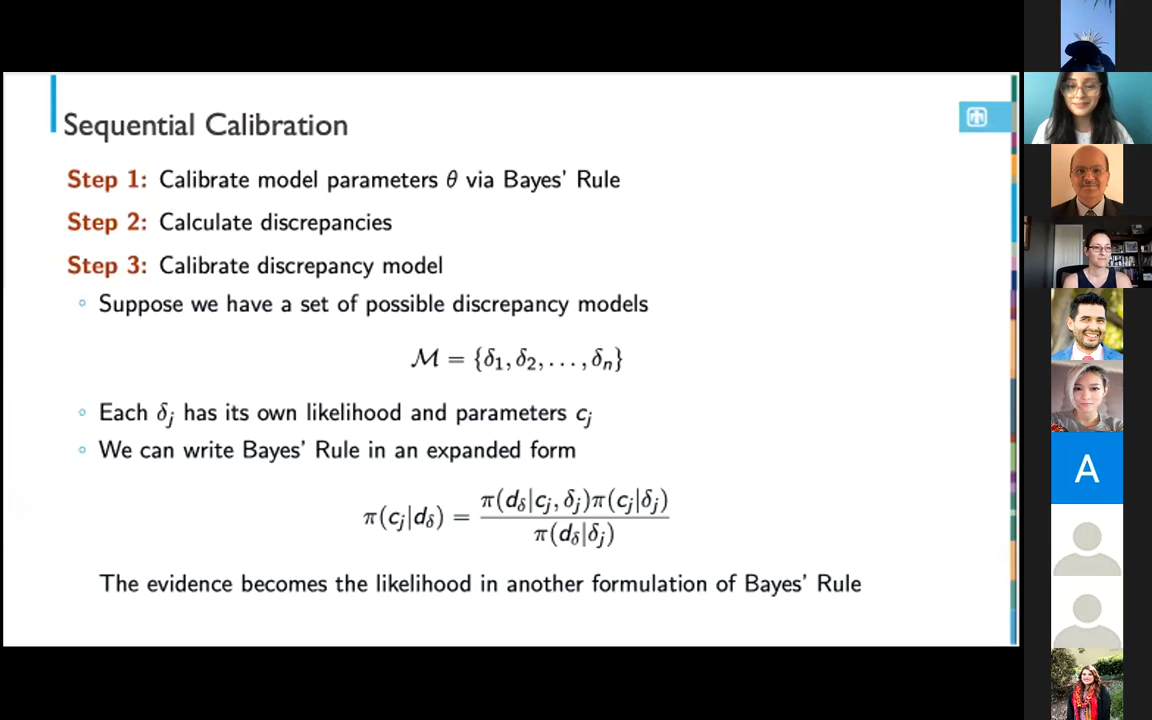 Sequential Calibration
Step 1: Calibrate model parameters θ via Bayes' Rule
Step 2: Calculate discrepancies
Step 3: Calibrate discrepancy model
◦ Suppose we have a set of possible discrepancy models
ℳ = {δ₁, δ₂, . . . , δₙ}
◦ Each δⱼ has its own likelihood and parameters cⱼ
◦ We can write Bayes' Rule in an expanded form
π(cⱼ|d_δ) = π(d_δ|cⱼ, δⱼ)π(cⱼ|δⱼ) / π(d_δ|δⱼ)
The evidence becomes the likelihood in another formulation of Bayes' Rule
A